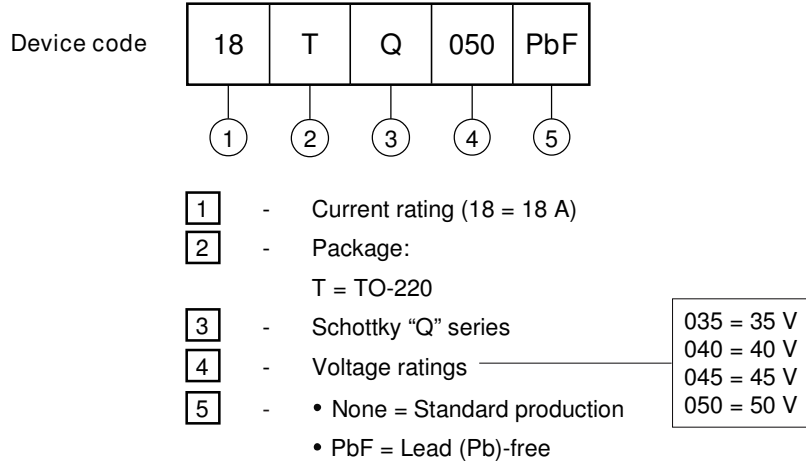 Device code 18 T Q 050 PbF
1 2 3 4 5
1 - Current rating (18 = 18 A)
2 - Package:
T = TO-220
3 - Schottky “Q” series
4 - Voltage ratings
5 - • None = Standard production
• PbF = Lead (Pb)-free
035 = 35 V
040 = 40 V
045 = 45 V
050 = 50 V